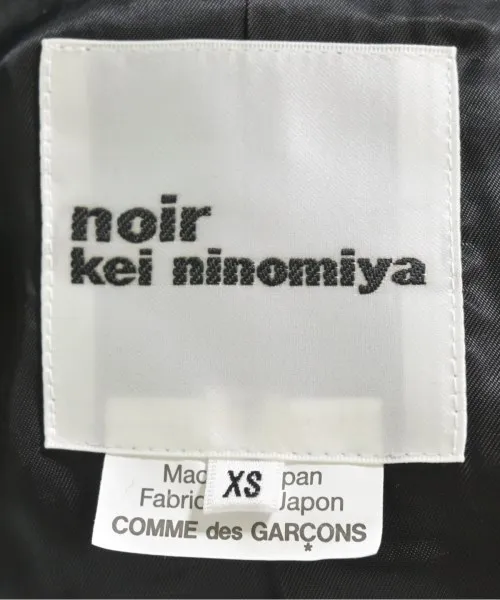 noir
kei ninomiya
XS
Mad pan
Fabric Japon
COMME des GARÇONS
*